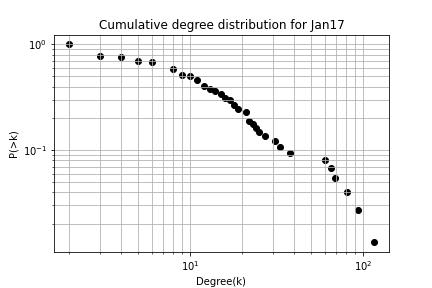 Cumulative degree distribution for Jan17
10⁰
10⁻¹
P(>k)
10¹
10²
Degree(k)